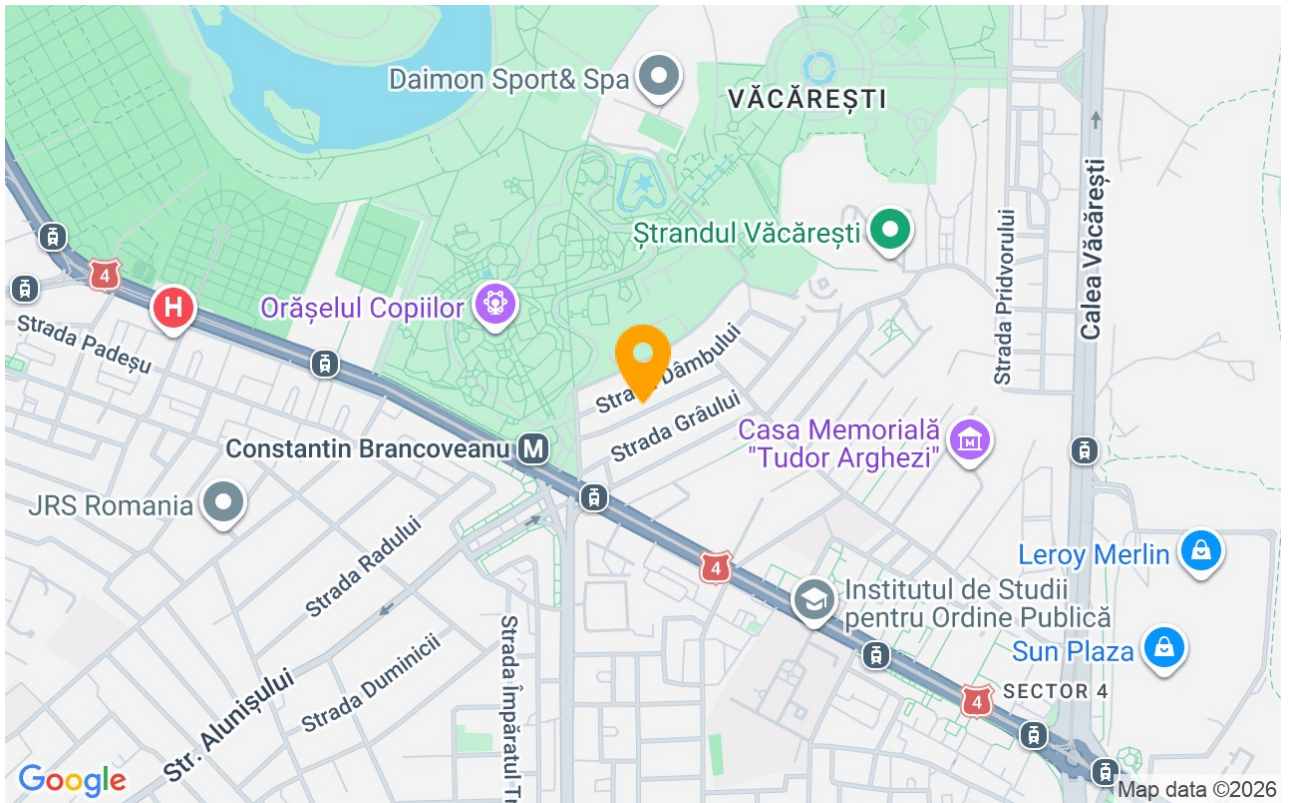 Daimon Sport& Spa
VĂCĂREȘTI
Ștrandul Văcărești
Strada Pridvorului
Calea Văcărești
4
H
Orășelul Copiilor
Strada Padeșu
Strada Dâmbului
Strada Grâului
Casa Memorială
"Tudor Arghezi"
M
Constantin Brancoveanu
M
JRS Romania
Strada Radului
4
Leroy Merlin
Institutul de Studii
pentru Ordine Publică
Sun Plaza
Strada Duminicii
Strada Împăratul Tr
Str. Alunișului
SECTOR 4
4
Google
Map data ©2026